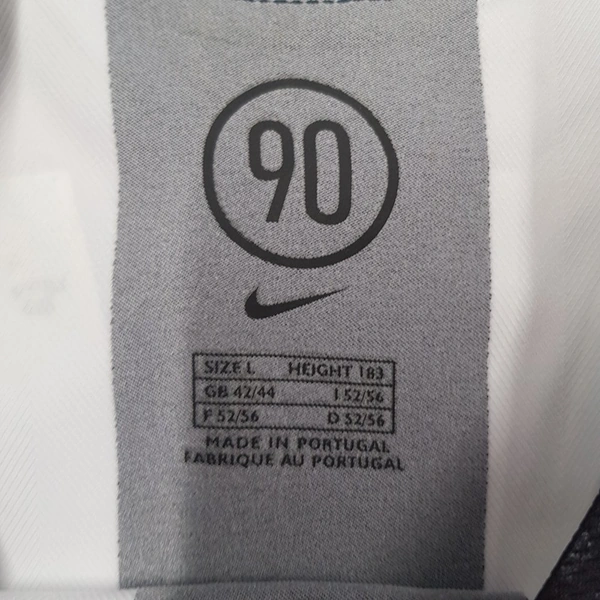 90
SIZE L HEIGHT 183
GB 42/44 I 52/56
F 52/56 D 52/56
MADE IN PORTUGAL
FABRIQUE AU PORTUGAL